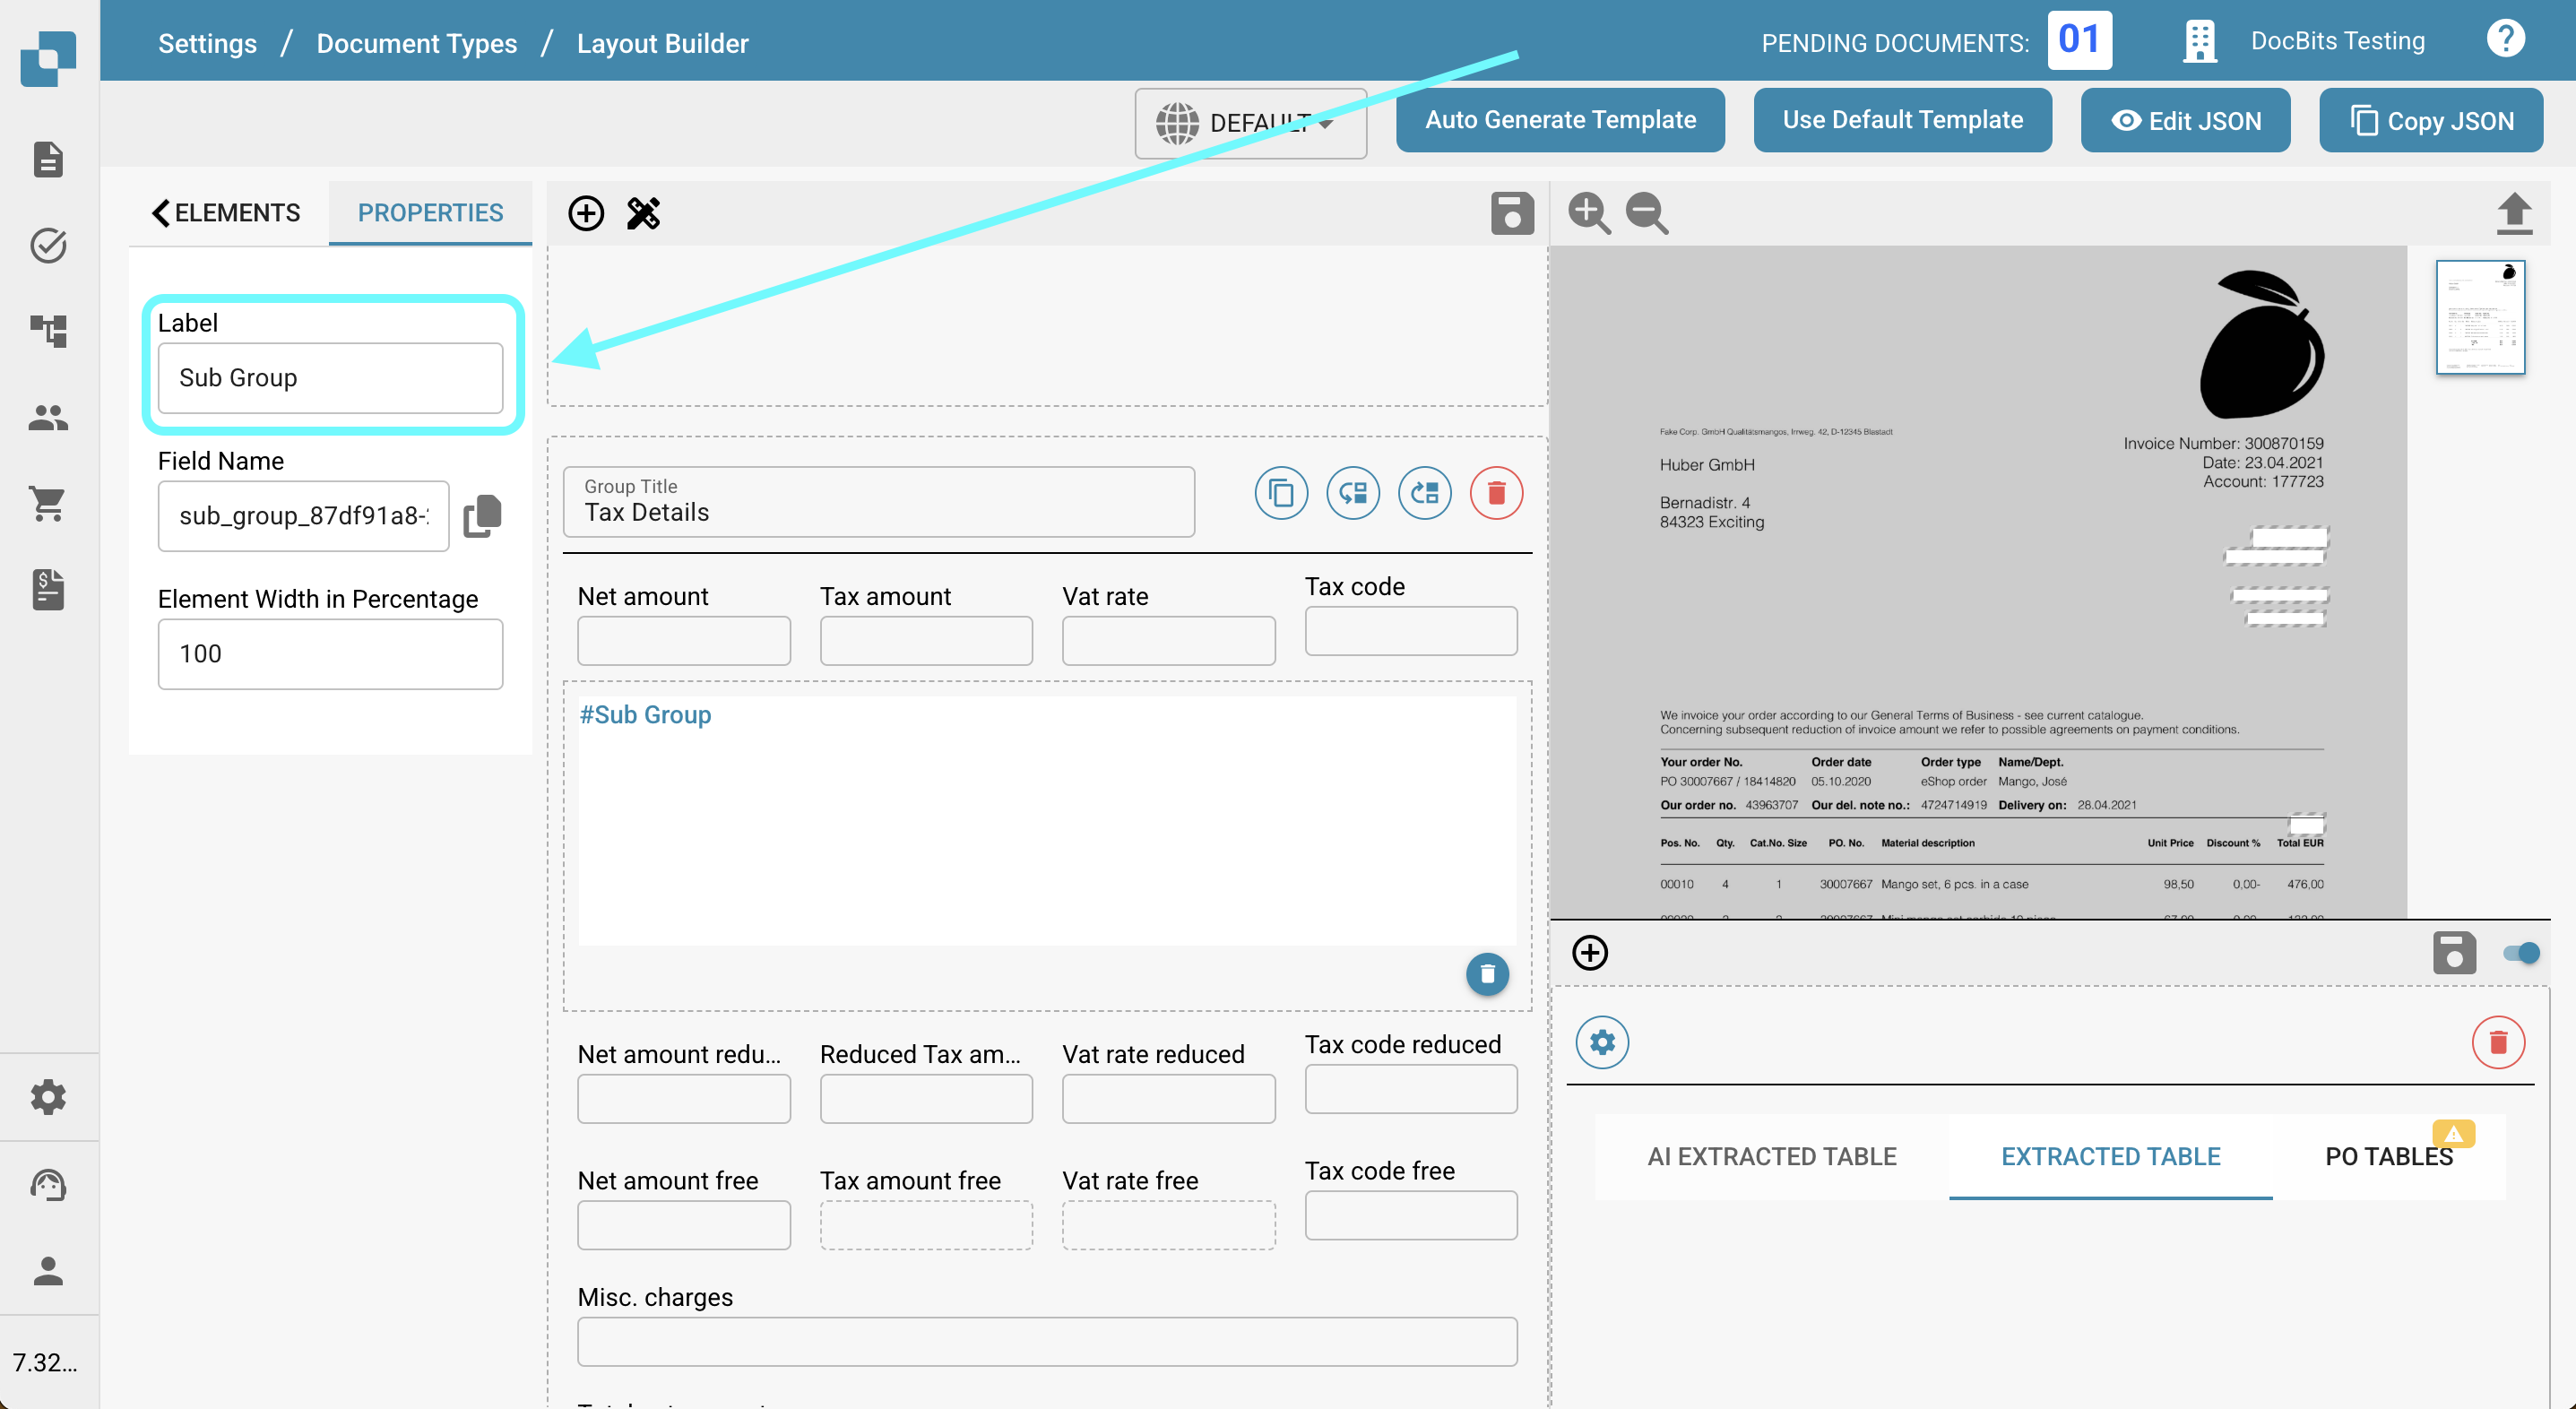 Settings / Document Types / Layout Builder
PENDING DOCUMENTS: 01
DocBits Testing
?
DEFAULT
Auto Generate Template
Use Default Template
Edit JSON
Copy JSON
ELEMENTS
PROPERTIES
Label
Sub Group
Field Name
sub_group_87df91a8-
Element Width in Percentage
100
7.32...
Group Title
Tax Details
Net amount
Tax amount
Vat rate
Tax code
#Sub Group
Net amount redu...
Reduced Tax am...
Vat rate reduced
Tax code reduced
Net amount free
Tax amount free
Vat rate free
Tax code free
Misc. charges
Fake Corp. GmbH Qualitätsmangos, Irrweg. 42, D-12345 Blastadt
Huber GmbH
Bernadistr. 4
84323 Exciting
Invoice Number: 300870159
Date: 23.04.2021
Account: 177723
We invoice your order according to our General Terms of Business - see current catalogue.
Concerning subsequent reduction of invoice amount we refer to possible agreements on payment conditions.
Your order No. Order date Order type Name/Dept.
PO 30007667 / 18414820 05.10.2020 eShop order Mango, José
Our order no. 43963707 Our del. note no.: 4724714919 Delivery on: 28.04.2021
Pos. No. Qty. Cat.No. Size PO. No. Material description Unit Price Discount % Total EUR
00010 4 1 30007667 Mango set, 6 pcs. in a case 98,50 0,00- 476,00
AI EXTRACTED TABLE
EXTRACTED TABLE
PO TABLES